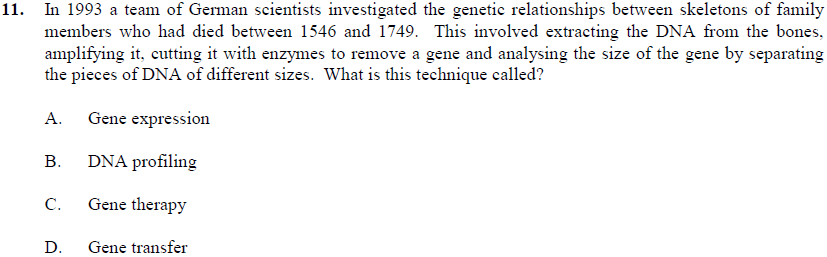 11. In 1993 a team of German scientists investigated the genetic relationships between skeletons of family
members who had died between 1546 and 1749. This involved extracting the DNA from the bones,
amplifying it, cutting it with enzymes to remove a gene and analysing the size of the gene by separating
the pieces of DNA of different sizes. What is this technique called?
A. Gene expression
B. DNA profiling
C. Gene therapy
D. Gene transfer